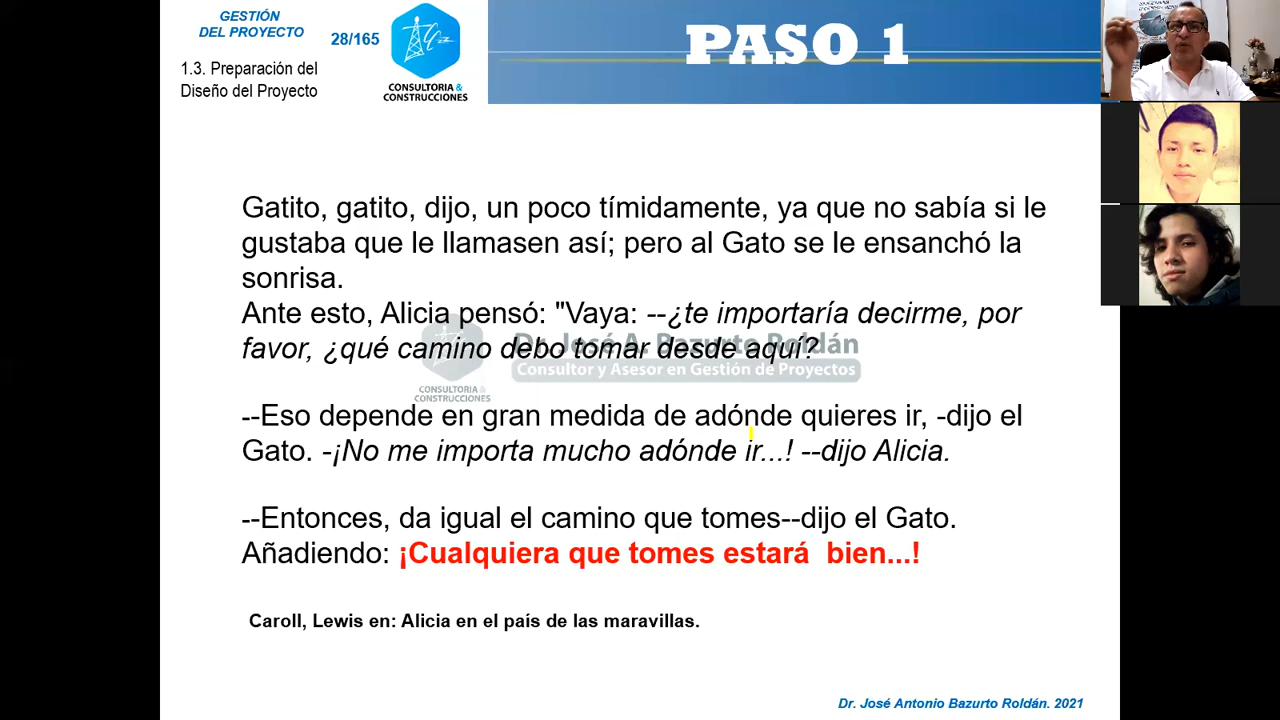 GESTIÓN
DEL PROYECTO
28/165
1.3. Preparación del
Diseño del Proyecto
CONSULTORIA &
CONSTRUCCIONES
PASO 1
Gatito, gatito, dijo, un poco tímidamente, ya que no sabía si le
gustaba que le llamasen así; pero al Gato se le ensanchó la
sonrisa.
Ante esto, Alicia pensó: "Vaya: --¿te importaría decirme, por
favor, ¿qué camino debo tomar desde aquí?
Dr. José A. Bazurto Roldán
Consultor y Asesor en Gestión de Proyectos
CONSULTORIA &
CONSTRUCCIONES
--Eso depende en gran medida de adónde quieres ir, -dijo el
Gato. -¡No me importa mucho adónde ir...! --dijo Alicia.
--Entonces, da igual el camino que tomes--dijo el Gato.
Añadiendo: ¡Cualquiera que tomes estará  bien...!
Caroll, Lewis en: Alicia en el país de las maravillas.
Dr. José Antonio Bazurto Roldán. 2021